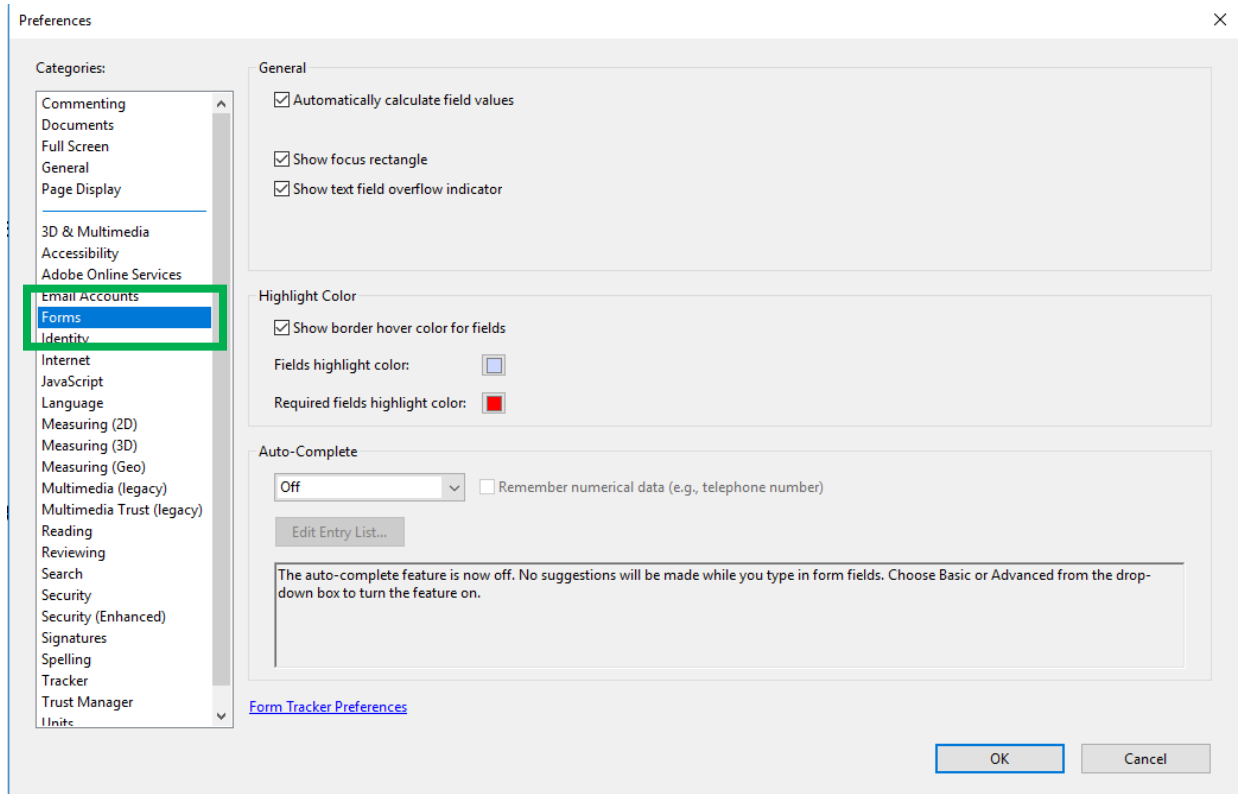 Preferences
Categories:
Commenting
Documents
Full Screen
General
Page Display
3D & Multimedia
Accessibility
Adobe Online Services
Email Accounts
Forms
Identity
Internet
JavaScript
Language
Measuring (2D)
Measuring (3D)
Measuring (Geo)
Multimedia (legacy)
Multimedia Trust (legacy)
Reading
Reviewing
Search
Security
Security (Enhanced)
Signatures
Spelling
Tracker
Trust Manager
Units
General
Automatically calculate field values
Show focus rectangle
Show text field overflow indicator
Highlight Color
Show border hover color for fields
Fields highlight color:
Required fields highlight color:
Auto-Complete
Off
Remember numerical data (e.g., telephone number)
Edit Entry List...
The auto-complete feature is now off. No suggestions will be made while you type in form fields. Choose Basic or Advanced from the drop-
down box to turn the feature on.
Form Tracker Preferences
OK
Cancel